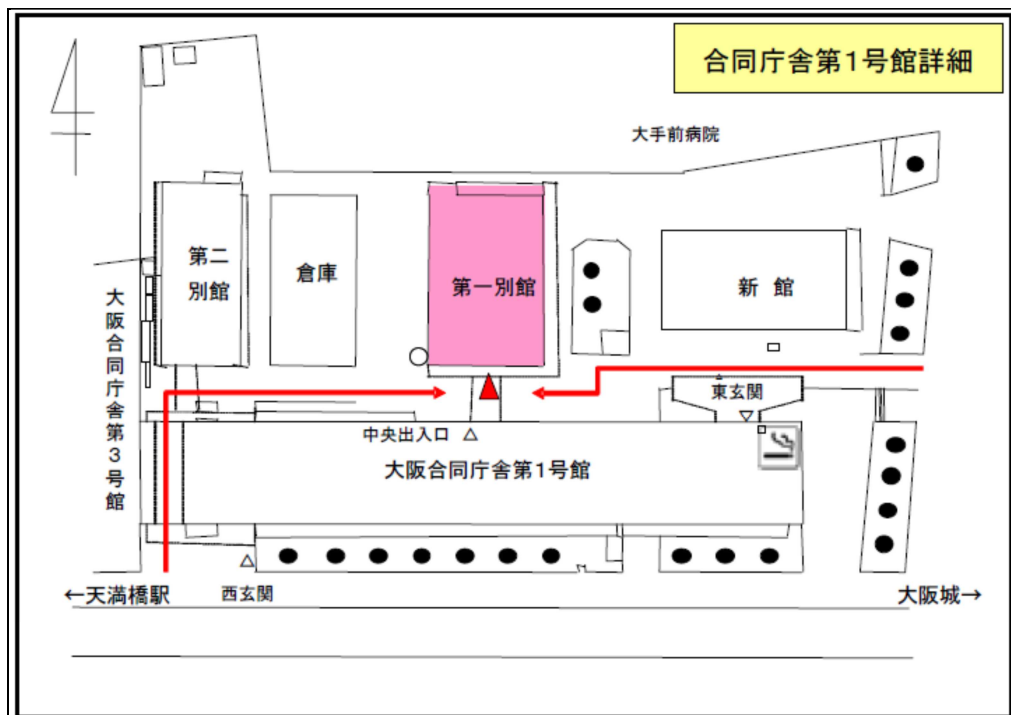 合同庁舎第1号館詳細
大手前病院
第二
別館
倉庫
第一別館
新 館
大阪合同庁舎第3号館
東玄関
中央出入口
大阪合同庁舎第1号館
←天満橋駅
西玄関
大阪城→